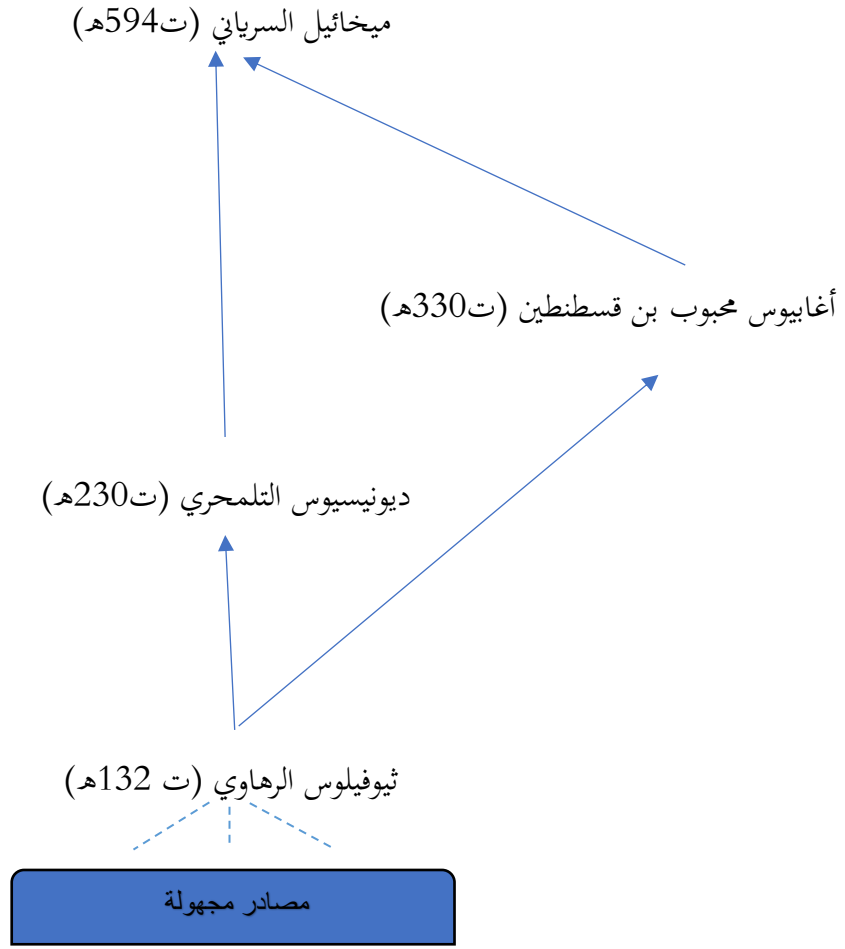 ميخائيل السرياني (ت594هـ)
أغابيوس محبوب بن قسطنطين (ت330هـ)
ديونيسيوس التلمحري (ت230هـ)
ثيوفيلوس الرهاوي (ت 132هـ)
مصادر مجهولة